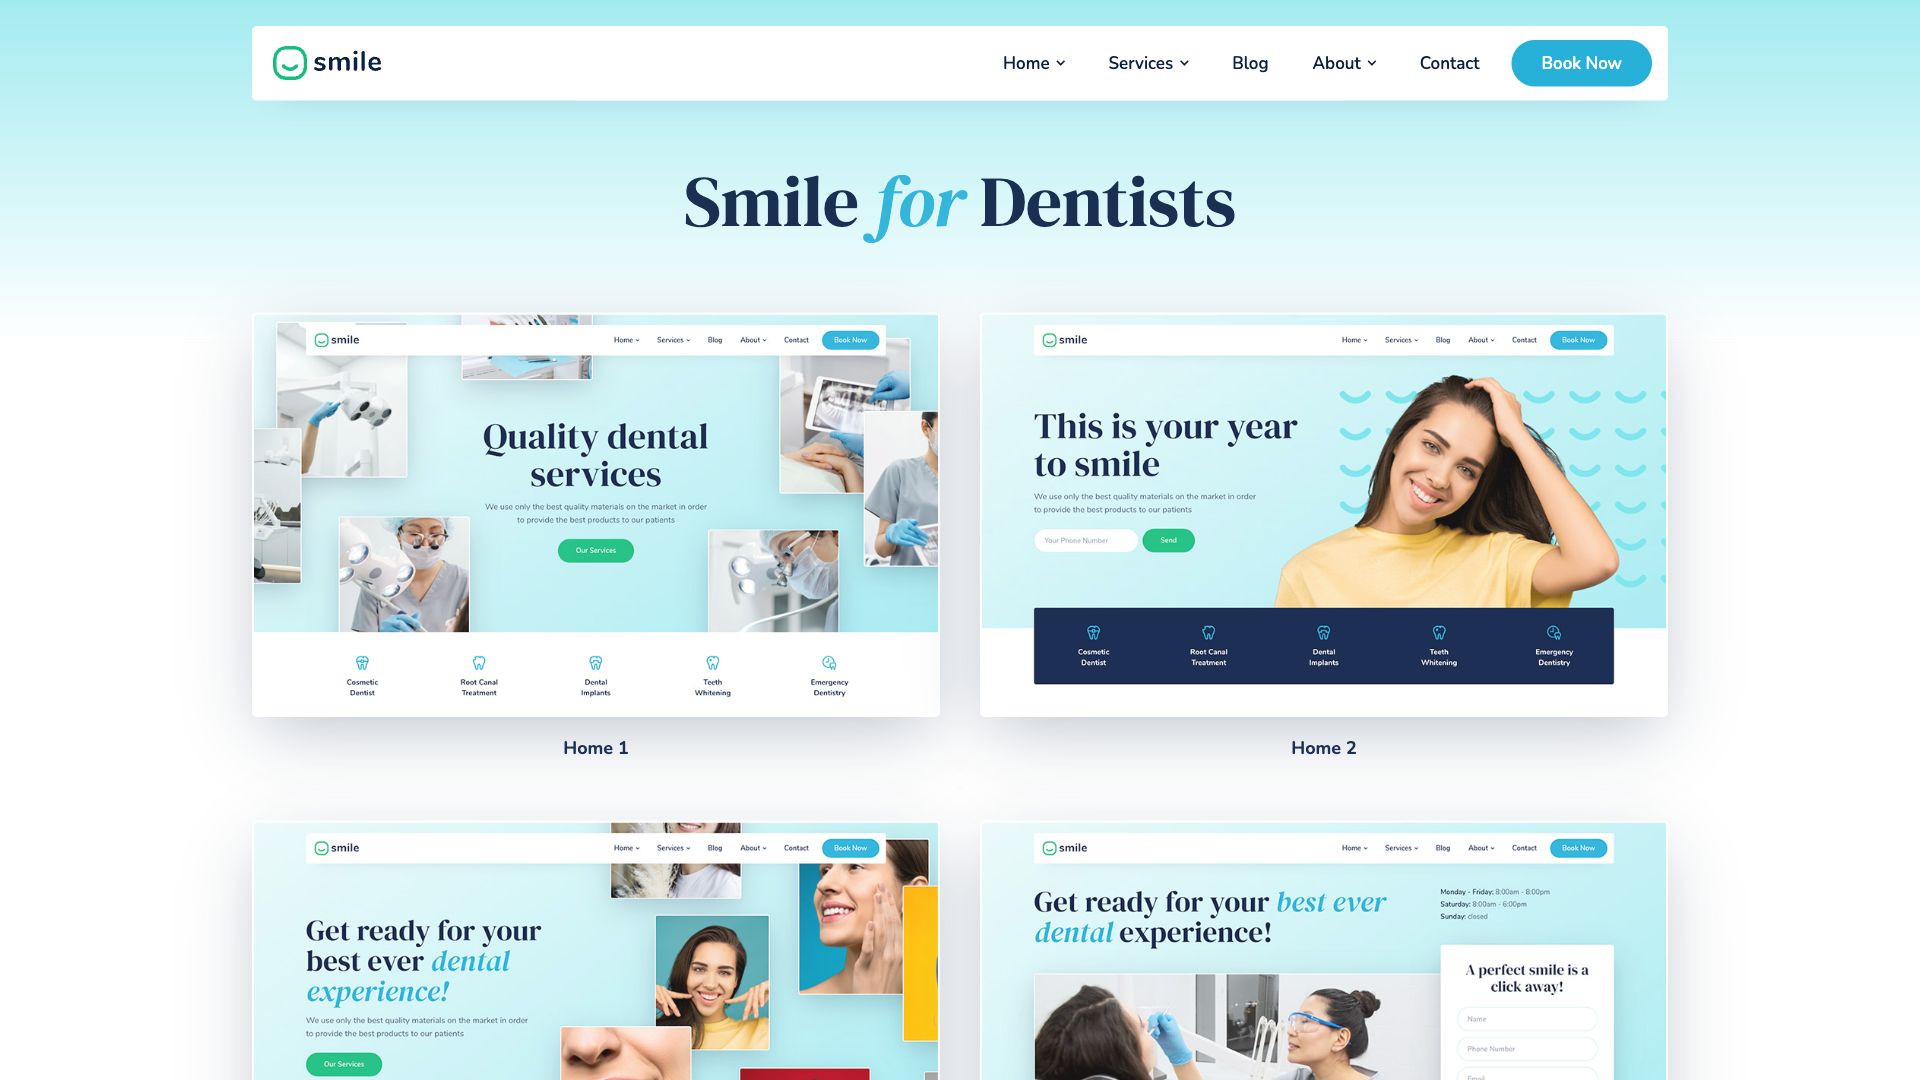 smile
Home
Services
Blog
About
Contact
Book Now
Smile for Dentists
smile
Home
Services
Blog
About
Contact
Book Now
Quality dental
services
We use only the best quality materials on the market in order
to provide the best products to our patients
Our Services
Cosmetic
Dentist
Root Canal
Treatment
Dental
Implants
Teeth
Whitening
Emergency
Dentistry
Home 1
smile
Home
Services
Blog
About
Contact
Book Now
This is your year
to smile
We use only the best quality materials on the market in order
to provide the best products to our patients
Your Phone Number
Send
Cosmetic
Dentist
Root Canal
Treatment
Dental
Implants
Teeth
Whitening
Emergency
Dentistry
Home 2
smile
Home
Services
Blog
About
Contact
Book Now
Get ready for your
best ever dental
experience!
We use only the best quality materials on the market in order
to provide the best products to our patients
Our Services
smile
Home
Services
Blog
About
Contact
Book Now
Get ready for your best ever
dental experience!
Monday - Friday: 8:00am - 8:00pm
Saturday: 8:00am - 6:00pm
Sunday: closed
A perfect smile is a
click away!
Name
Phone Number
Email